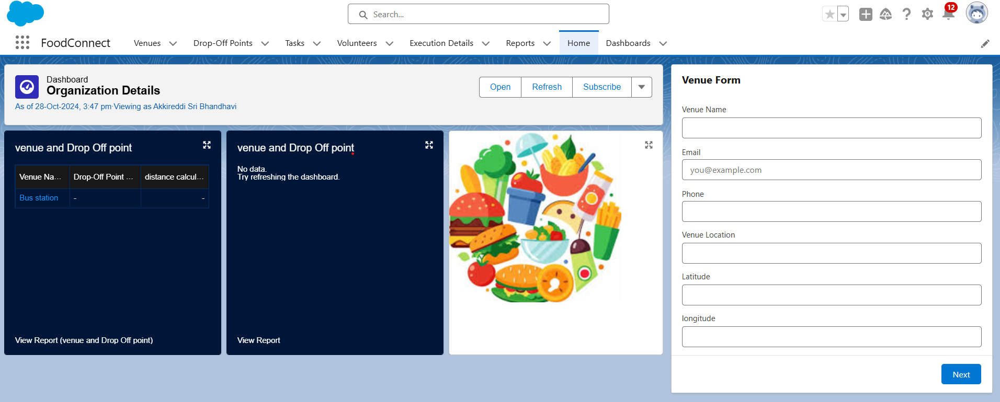 Search...
12
FoodConnect
Venues
Drop-Off Points
Tasks
Volunteers
Execution Details
Reports
Home
Dashboards
Dashboard
Organization Details
As of 28-Oct-2024, 3:47 pm·Viewing as Akkireddi Sri Bhandhavi
Open
Refresh
Subscribe
venue and Drop Off point
Venue Na... Drop-Off Point ... distance calcul...
Bus station - -
View Report (venue and Drop Off point)
venue and Drop Off point
No data.
Try refreshing the dashboard.
View Report
Venue Form
Venue Name
Email
you@example.com
Phone
Venue Location
Latitude
longitude
Next